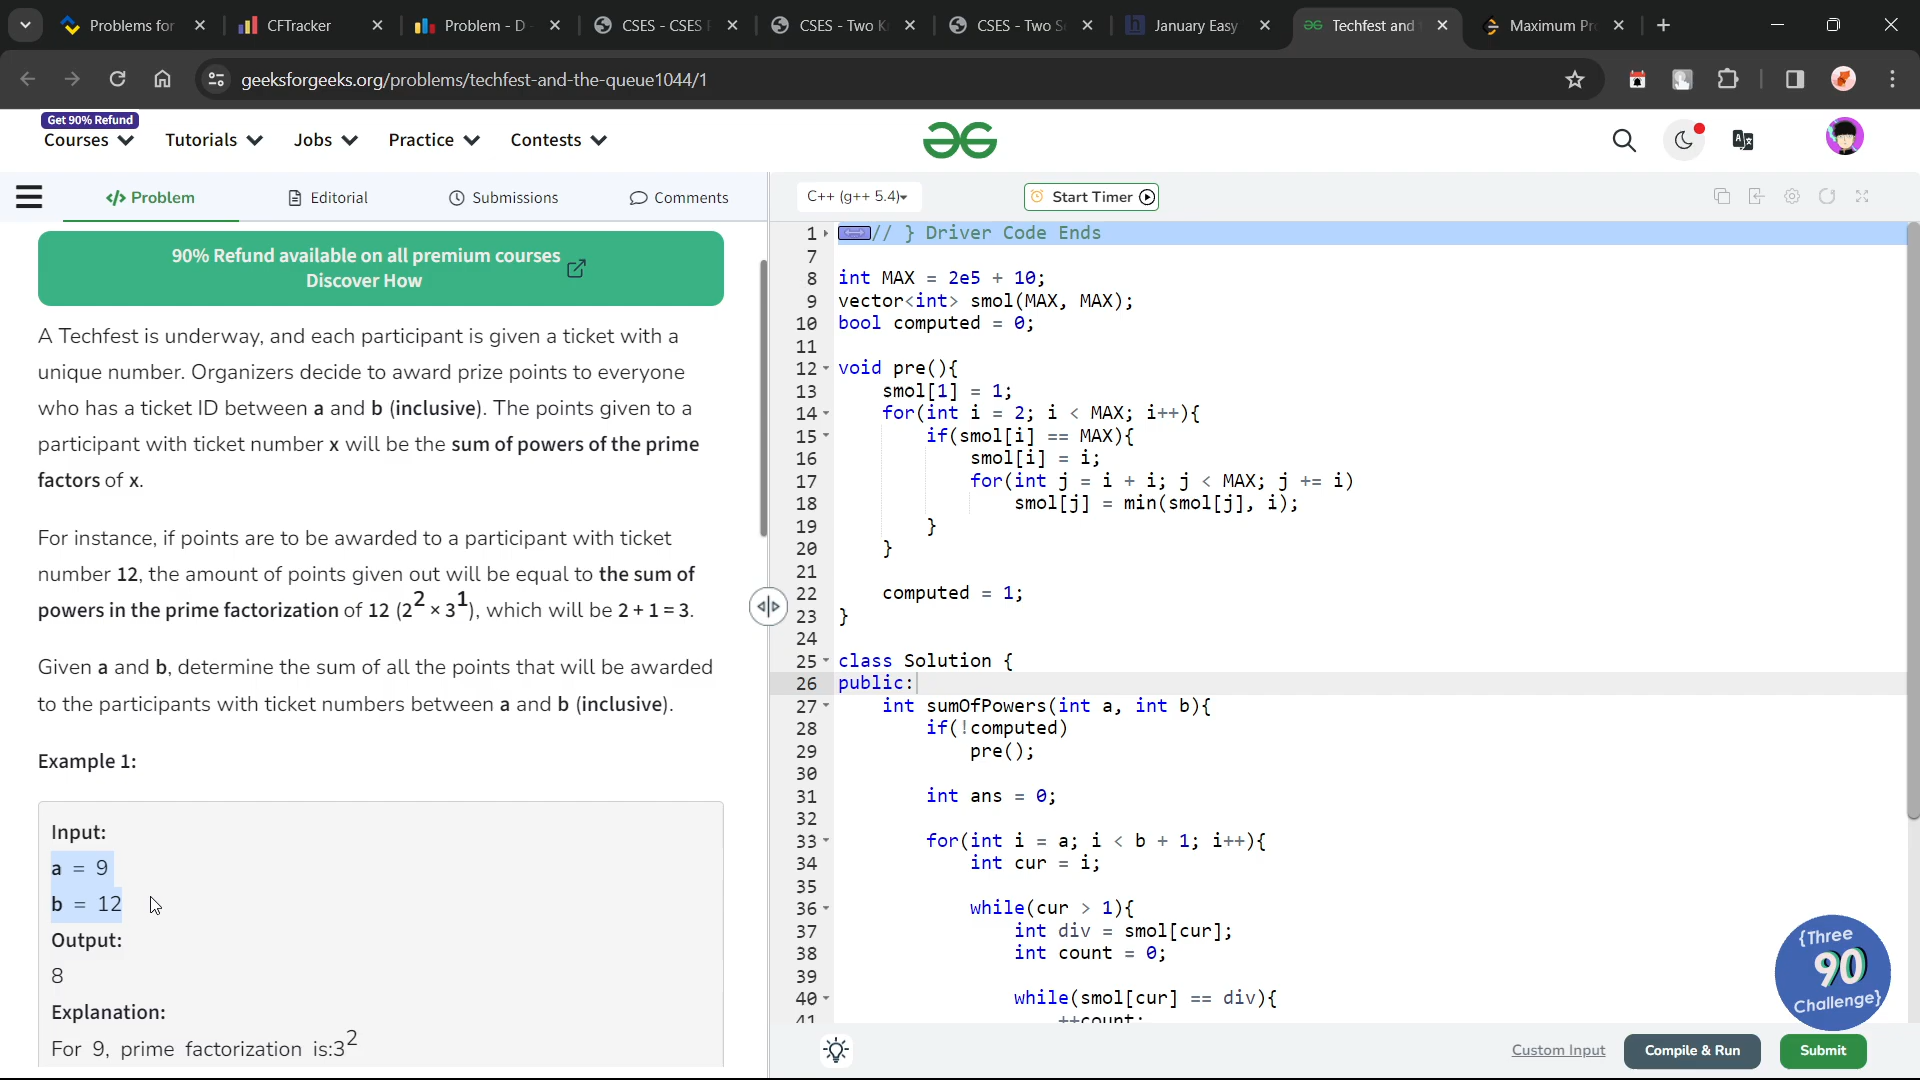 Problems for
CFTracker
Problem - D
CSES - CSES
CSES - Two K
CSES - Two S
January Easy
Techfest and
Maximum Pr
geeksforgeeks.org/problems/techfest-and-the-queue1044/1
Get 90% Refund
Courses
Tutorials
Jobs
Practice
Contests
</> Problem
Editorial
Submissions
Comments
C++ (g++ 5.4)
Start Timer
90% Refund available on all premium courses
Discover How
A Techfest is underway, and each participant is given a ticket with a
unique number. Organizers decide to award prize points to everyone
who has a ticket ID between a and b (inclusive). The points given to a
participant with ticket number x will be the sum of powers of the prime
factors of x.
For instance, if points are to be awarded to a participant with ticket
number 12, the amount of points given out will be equal to the sum of
powers in the prime factorization of 12 (2² × 3¹), which will be 2 + 1 = 3.
Given a and b, determine the sum of all the points that will be awarded
to the participants with ticket numbers between a and b (inclusive).
Example 1:
Input:
a = 9
b = 12
Output:
8
Explanation:
For 9, prime factorization is:3²
1 // } Driver Code Ends
7
8 int MAX = 2e5 + 10;
9 vector<int> smol(MAX, MAX);
10 bool computed = 0;
11
12 void pre(){
13 smol[1] = 1;
14 for(int i = 2; i < MAX; i++){
15 if(smol[i] == MAX){
16 smol[i] = i;
17 for(int j = i + i; j < MAX; j += i)
18 smol[j] = min(smol[j], i);
19 }
20 }
21
22 computed = 1;
23 }
24
25 class Solution {
26 public:
27 int sumOfPowers(int a, int b){
28 if(!computed)
29 pre();
30
31 int ans = 0;
32
33 for(int i = a; i < b + 1; i++){
34 int cur = i;
35
36 while(cur > 1){
37 int div = smol[cur];
38 int count = 0;
39
40 while(smol[cur] == div){
41 ++count;
{Three
90
Challenge}
Custom Input
Compile & Run
Submit